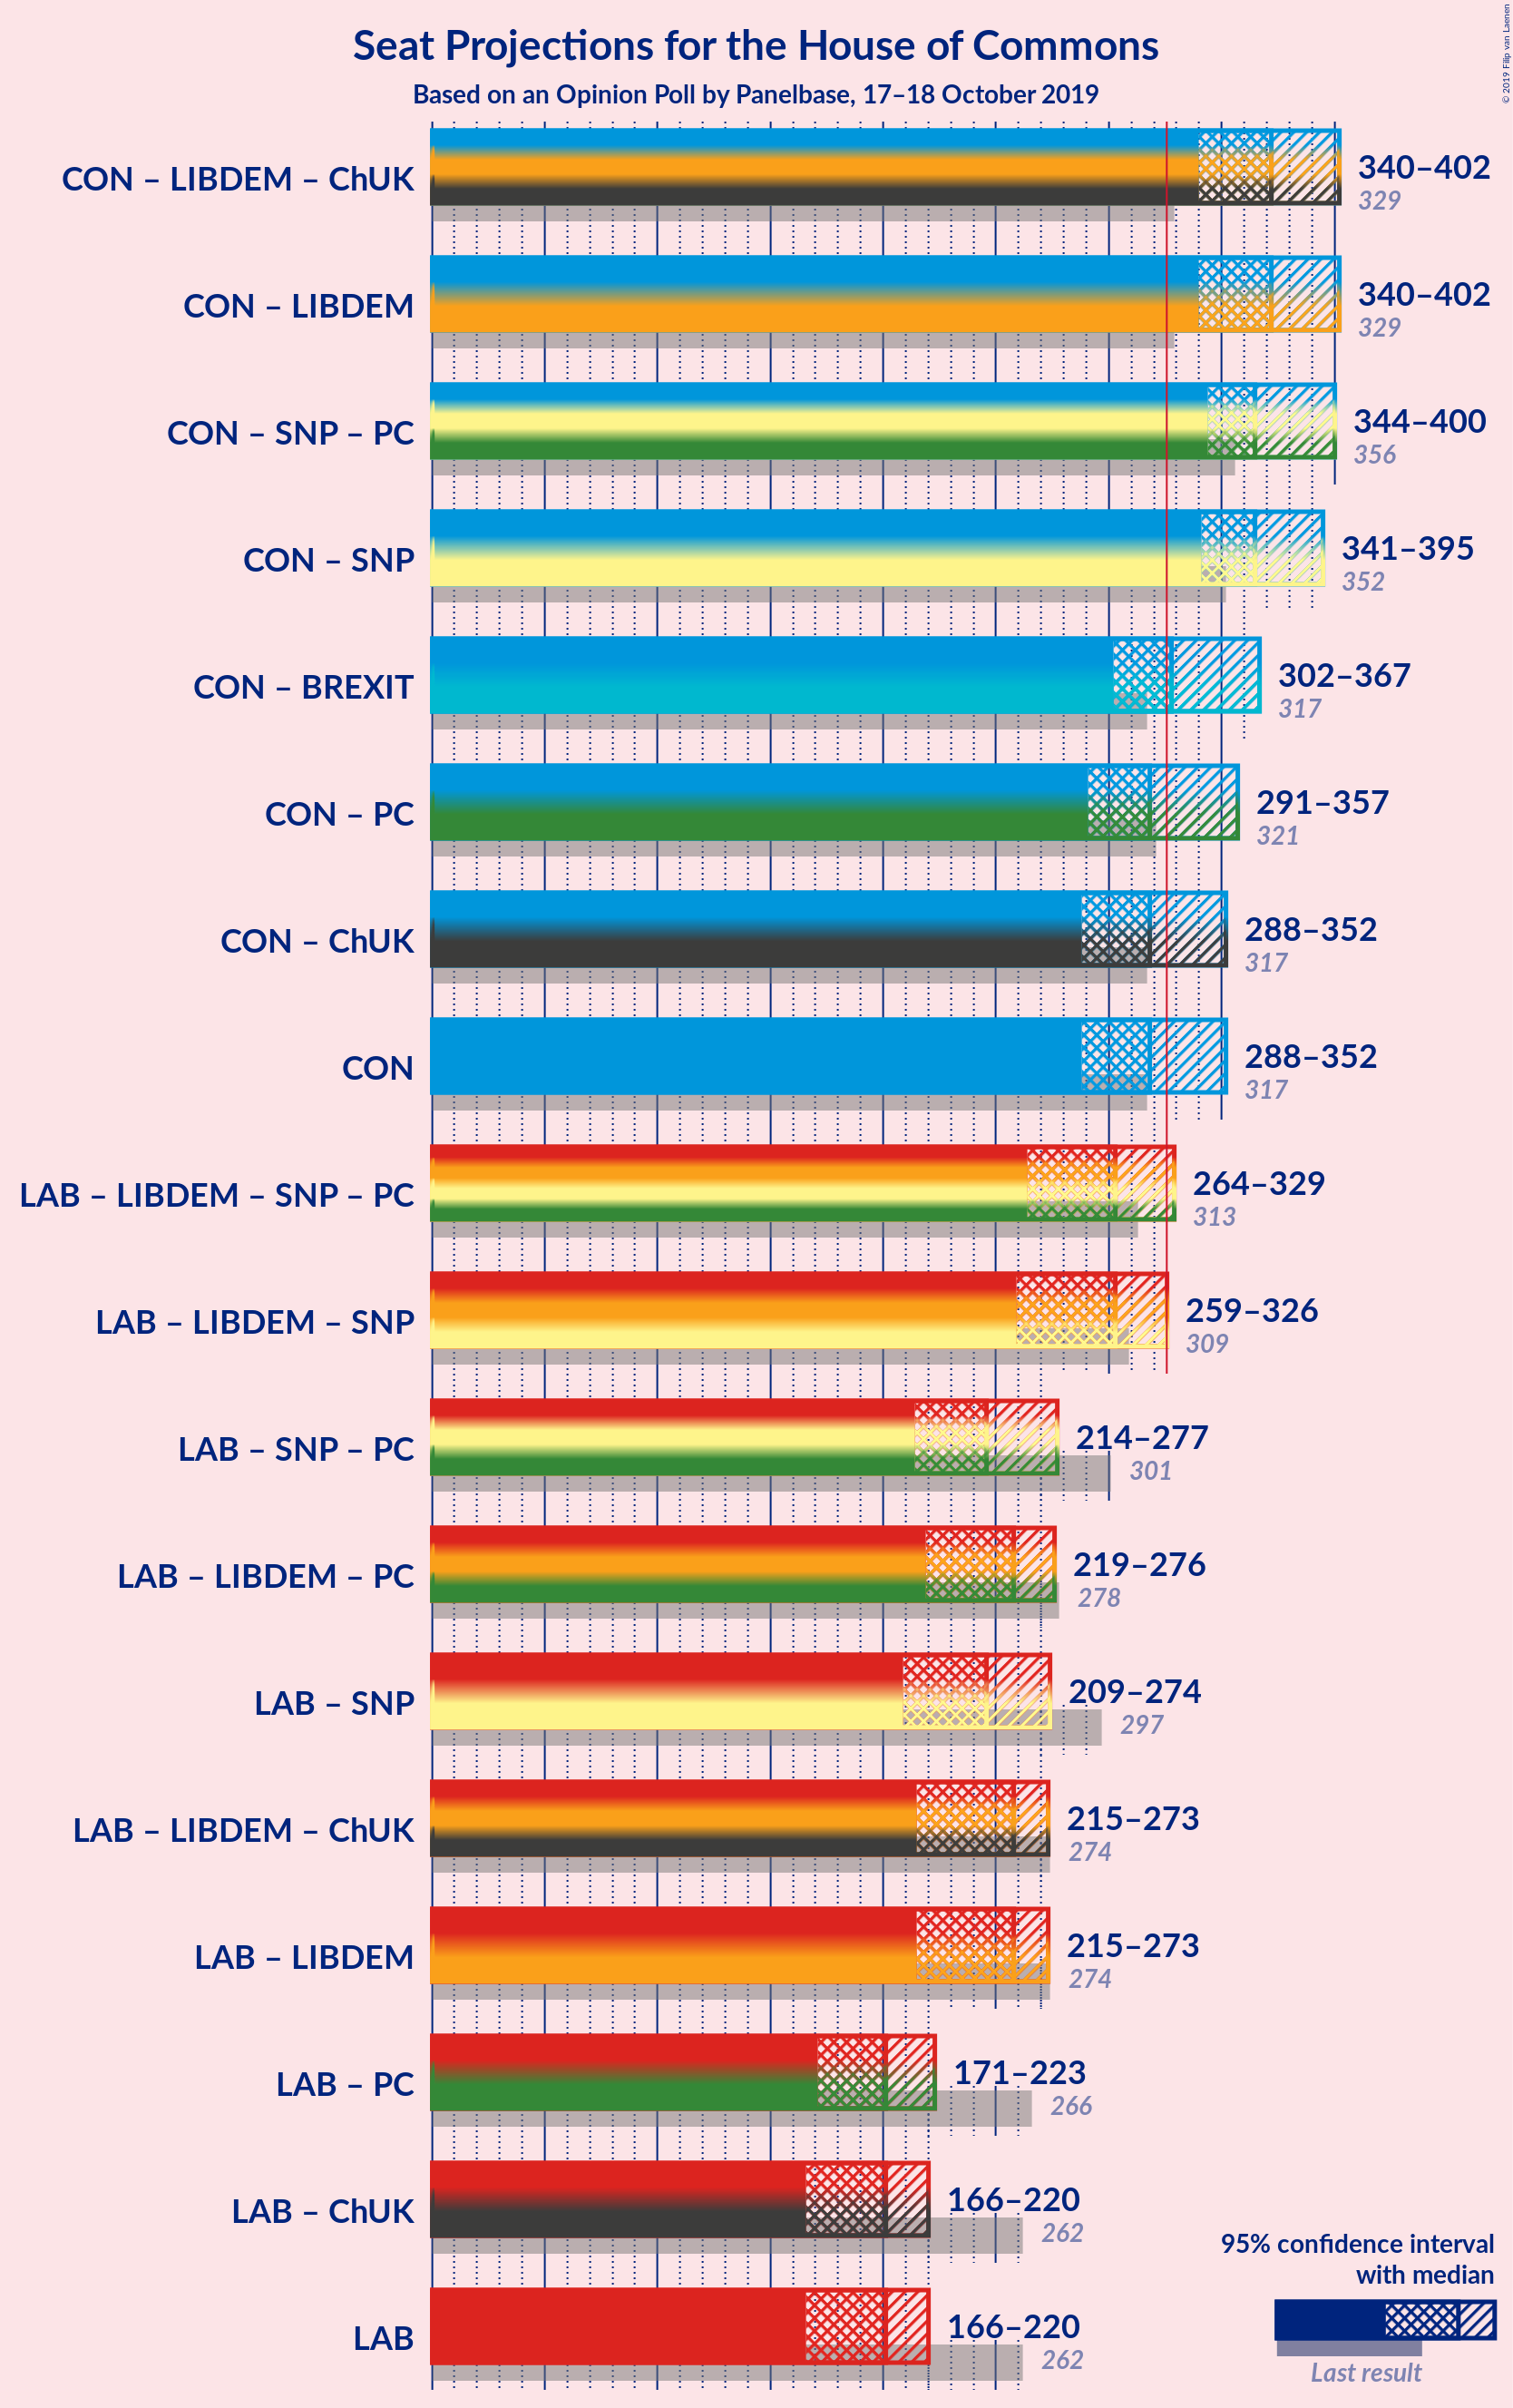 Seat Projections for the House of Commons
Based on an Opinion Poll by Panelbase, 17–18 October 2019
© 2019 Filip van Laenen
CON – LIBDEM – ChUK
340–402
329
CON – LIBDEM
340–402
329
CON – SNP – PC
344–400
356
CON – SNP
341–395
352
CON – BREXIT
302–367
317
CON – PC
291–357
321
CON – ChUK
288–352
317
CON
288–352
317
LAB – LIBDEM – SNP – PC
264–329
313
LAB – LIBDEM – SNP
259–326
309
LAB – SNP – PC
214–277
301
LAB – LIBDEM – PC
219–276
278
LAB – SNP
209–274
297
LAB – LIBDEM – ChUK
215–273
274
LAB – LIBDEM
215–273
274
LAB – PC
171–223
266
LAB – ChUK
166–220
262
LAB
166–220
262
95% confidence interval
with median
Last result